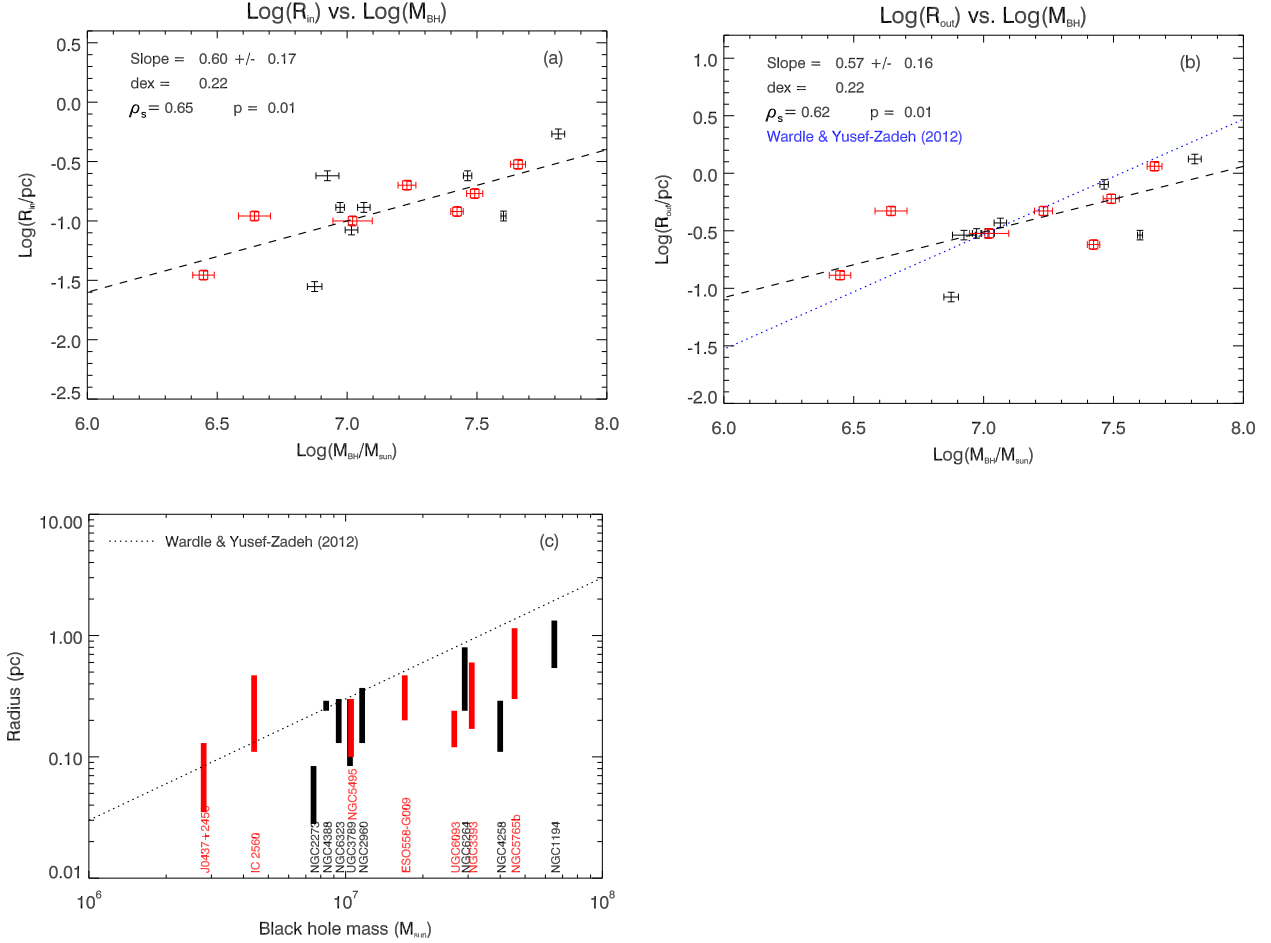 Log(R_in) vs. Log(M_BH)
Slope = 0.60 +/- 0.17
(a)
dex = 0.22
ρ_s = 0.65 p = 0.01
0.5
0.0
-0.5
-1.0
-1.5
-2.0
-2.5
Log(R_in/pc)
6.0 6.5 7.0 7.5 8.0
Log(M_BH/M_sun)
Log(R_out) vs. Log(M_BH)
Slope = 0.57 +/- 0.16
(b)
dex = 0.22
ρ_s = 0.62 p = 0.01
Wardle & Yusef-Zadeh (2012)
1.0
0.5
0.0
-0.5
-1.0
-1.5
-2.0
Log(R_out/pc)
6.0 6.5 7.0 7.5 8.0
Log(M_BH/M_sun)
Wardle & Yusef-Zadeh (2012)
(c)
10.00
1.00
0.10
0.01
Radius (pc)
J0437+2456
IC 2560
NGC2273
NGC4388
NGC6323
UGC3789
NGC5495
NGC2960
ESO558-G009
UGC6093
NGC6264
NGC3393
NGC4258
NGC5765b
NGC1194
10^6 10^7 10^8
Black hole mass (M_sun)